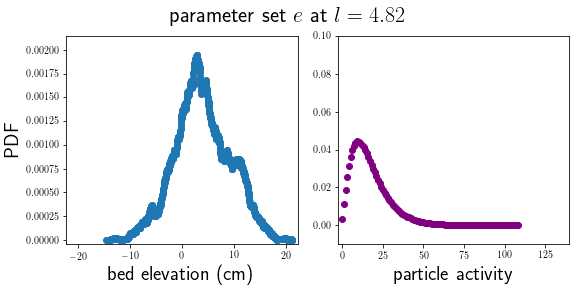 parameter set e at l = 4.82
PDF
0.00200
0.00175
0.00150
0.00125
0.00100
0.00075
0.00050
0.00025
0.00000
−20 −10 0 10 20
bed elevation (cm)
0.10
0.08
0.06
0.04
0.02
0.00
0 25 50 75 100 125
particle activity